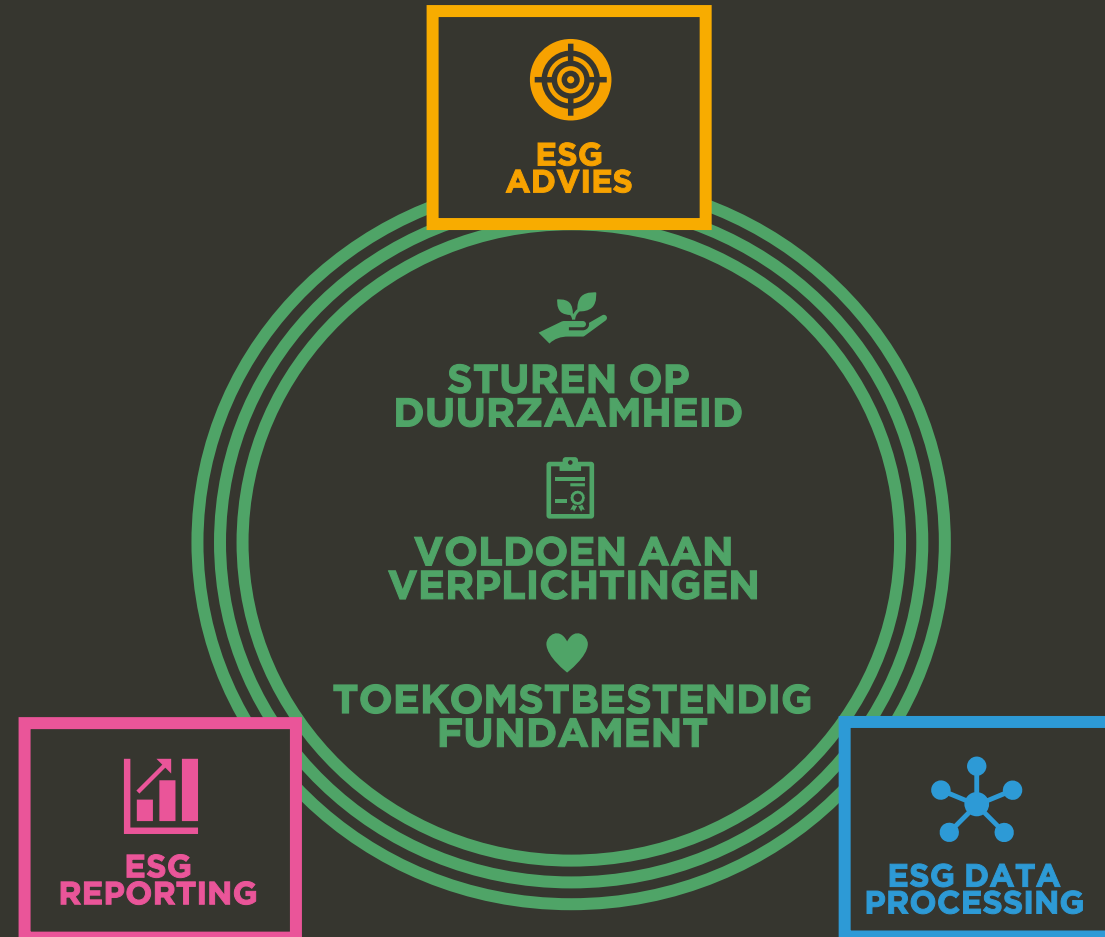 ESG
ADVIES
STUREN OP
DUURZAAMHEID
VOLDOEN AAN
VERPLICHTINGEN
TOEKOMSTBESTENDIG
FUNDAMENT
ESG
REPORTING
ESG DATA
PROCESSING